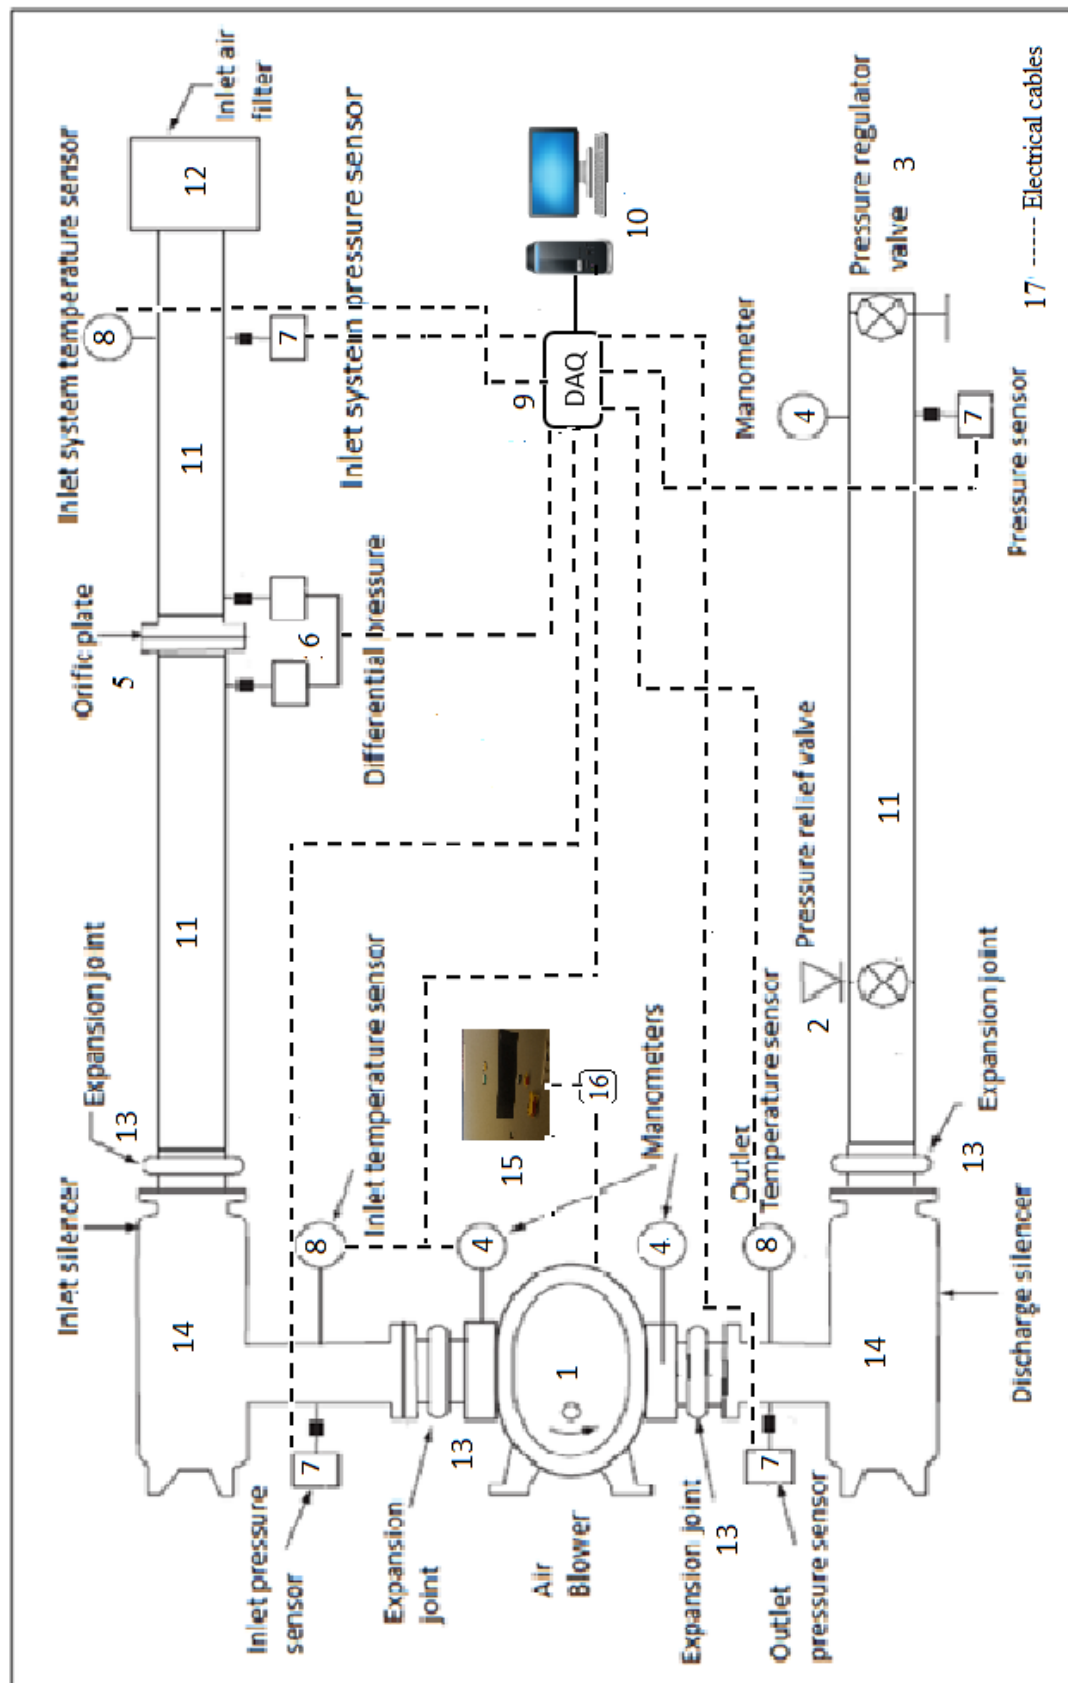 Inlet air
filter
12
Inlet system temperature sensor
8
7
Inlet system pressure sensor
11
10
DAQ
9
Orific plate
5
6
Differential pressure
11
Expansion joint
13
Inlet silencer
14
Inlet temperature sensor
8
7
Inlet pressure
sensor
Expansion
joint
13
4
Manometers
15
16
1
Air
Blower
4
Expansion joint
13
Outlet
Temperature sensor
8
7
Outlet
pressure sensor
14
Discharge silencer
Expansion joint
13
Pressure relief valve
2
11
Manometer
4
7
Pressure sensor
Pressure regulator
valve 3
17 ----- Electrical cables